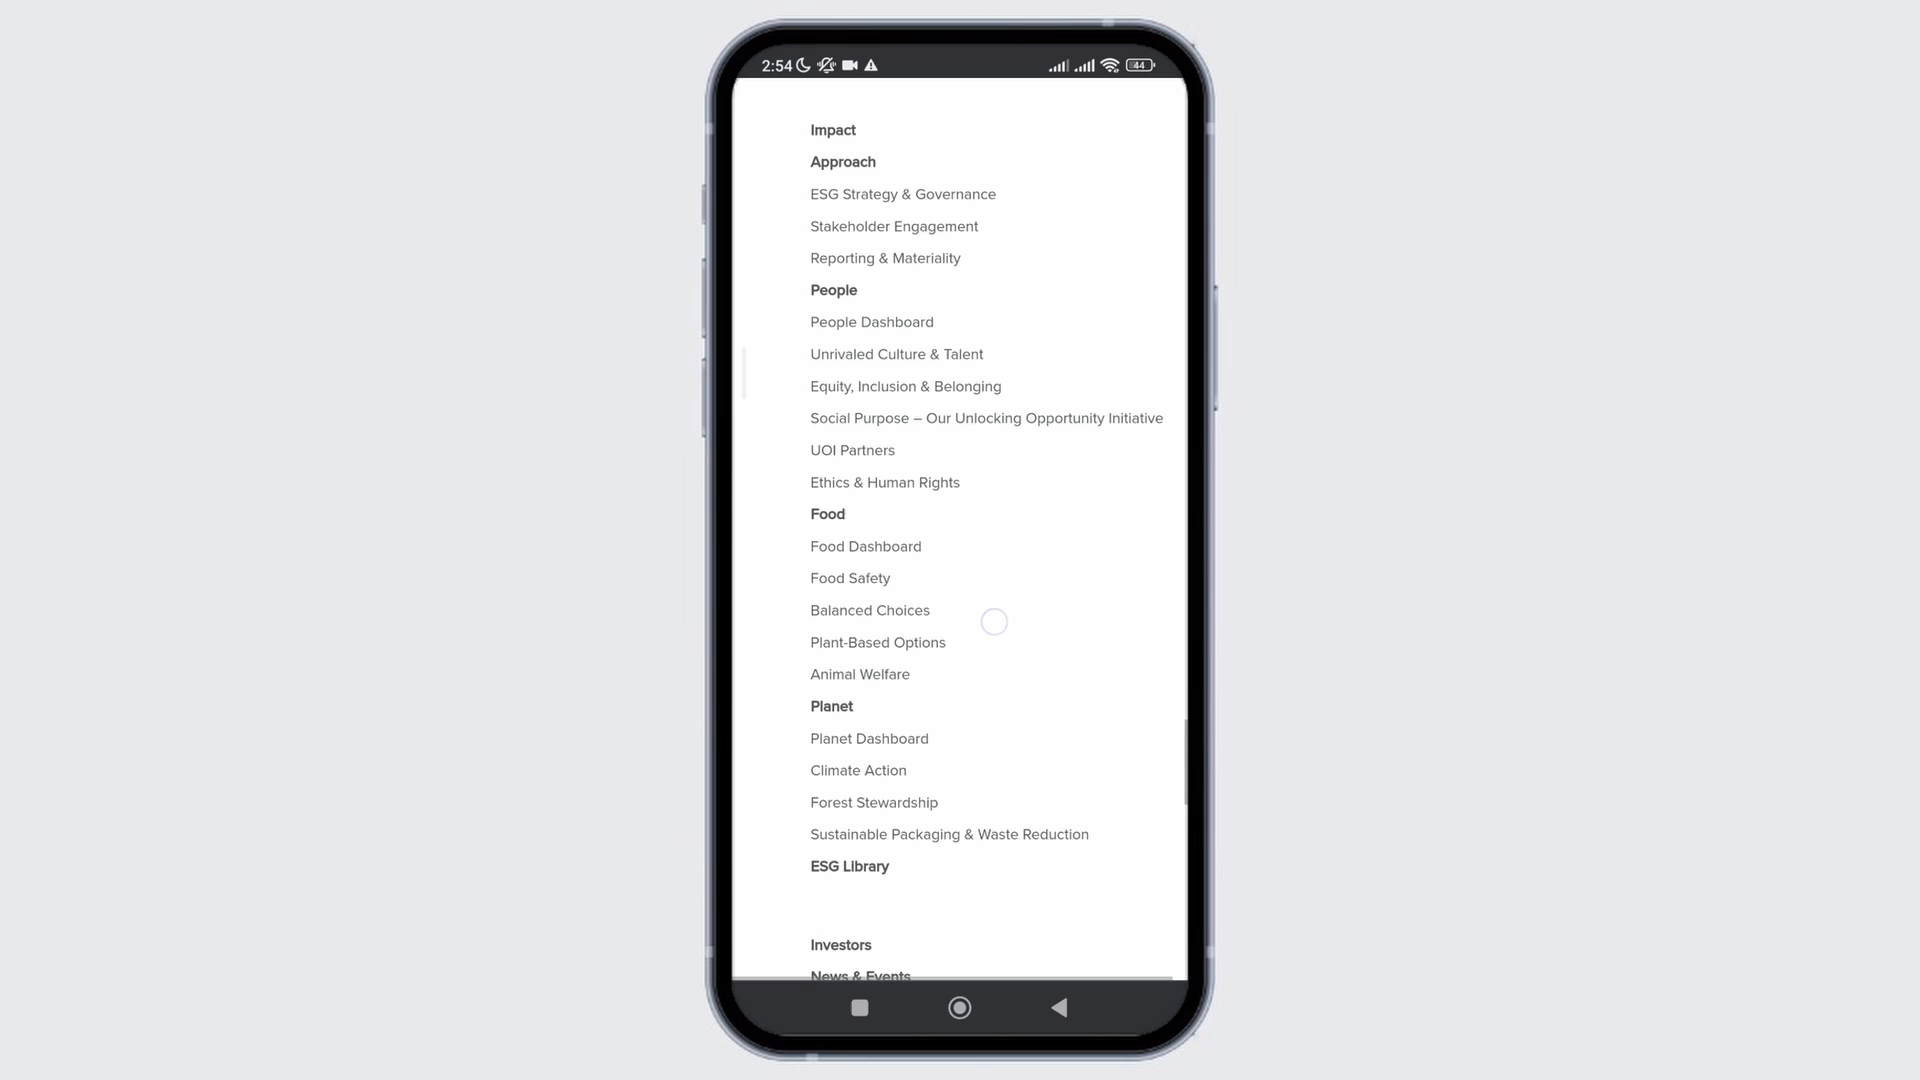 2:54
44
Impact
Approach
ESG Strategy & Governance
Stakeholder Engagement
Reporting & Materiality
People
People Dashboard
Unrivaled Culture & Talent
Equity, Inclusion & Belonging
Social Purpose – Our Unlocking Opportunity Initiative
UOI Partners
Ethics & Human Rights
Food
Food Dashboard
Food Safety
Balanced Choices
Plant-Based Options
Animal Welfare
Planet
Planet Dashboard
Climate Action
Forest Stewardship
Sustainable Packaging & Waste Reduction
ESG Library
Investors
News & Events